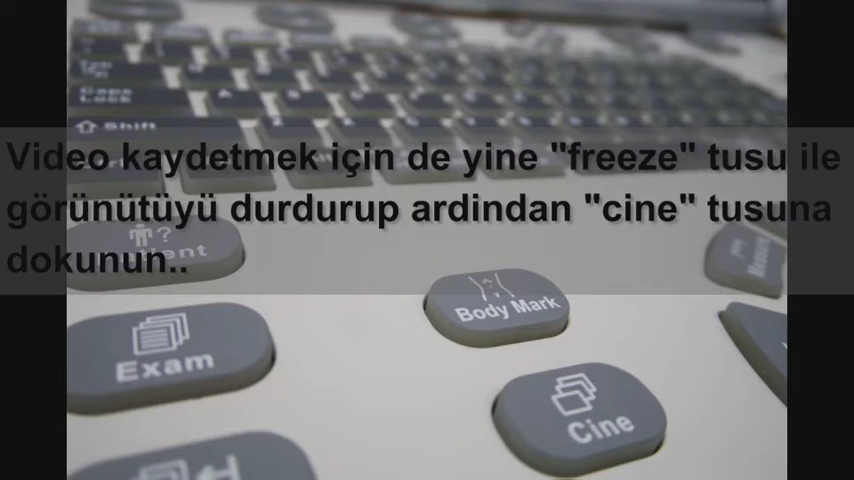 Caps
Lock
Shift
Video kaydetmek için de yine "freeze" tusu ile
görünütüyü durdurup ardindan "cine" tusuna
dokunun..
Body Mark
Exam
Cine